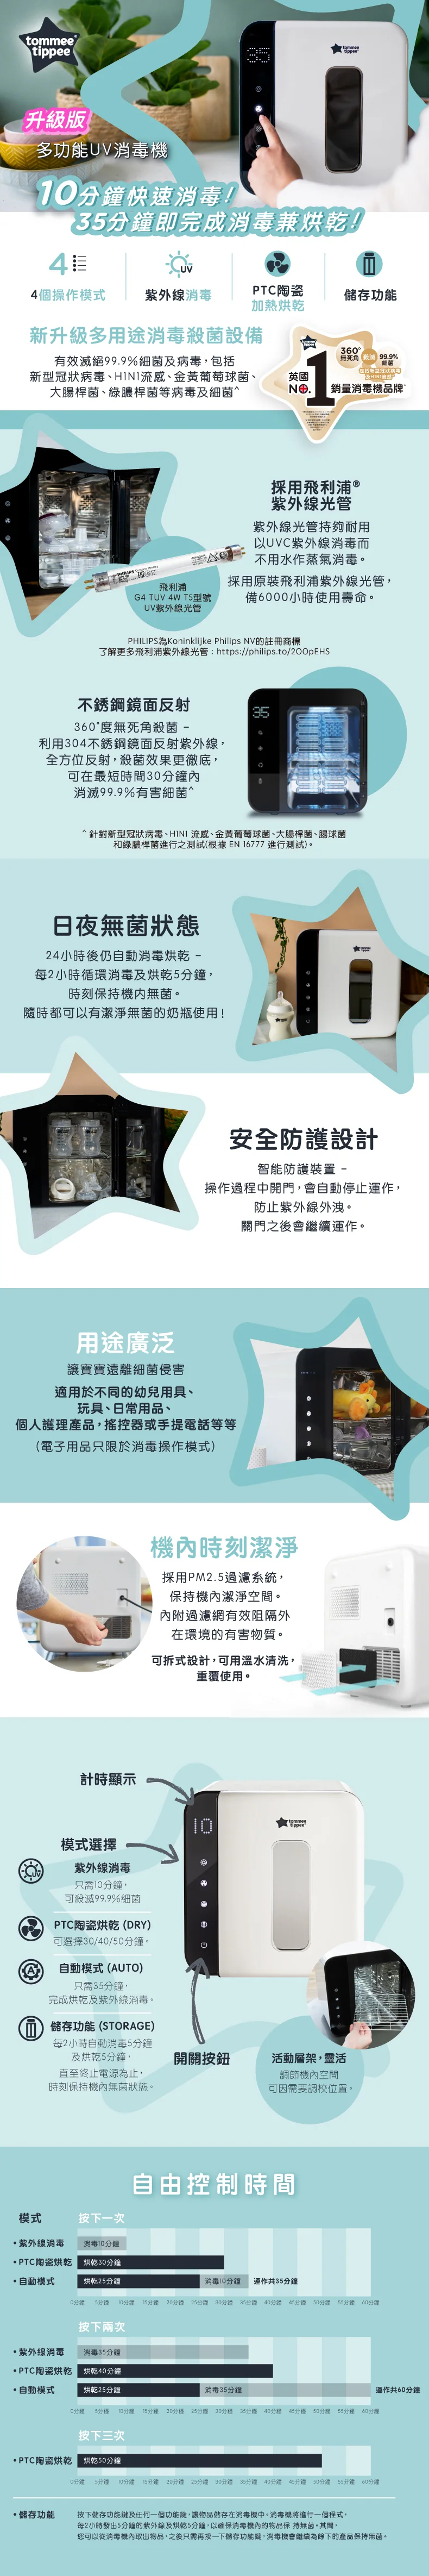 tommee
tippee
tommee
tippee
35
升級版
多功能UV消毒機
10分鐘快速消毒!
35分鐘即完成消毒兼烘乾!
4
UV
4個操作模式
紫外線消毒
PTC陶瓷
加熱烘乾
儲存功能
新升級多用途消毒殺菌設備
有效滅絕99.9%細菌及病毒，包括
新型冠狀病毒、H1N1流感、金黃葡萄球菌、
大腸桿菌、綠膿桿菌等病毒及細菌^
360°
無死角
殺滅 99.9%
細菌
英國
NO.1
銷量消毒機品牌
採用飛利浦®
紫外線光管
紫外線光管持夠耐用
以UVC紫外線消毒而
不用水作蒸氣消毒。
採用原裝飛利浦紫外線光管，
備6000小時使用壽命。
飛利浦
G4 TUV 4W T5型號
UV紫外線光管
PHILIPS為Koninklijke Philips NV的註冊商標
了解更多飛利浦紫外線光管：https://philips.to/2OOpEHS
不銹鋼鏡面反射
360°度無死角殺菌 –
利用304不銹鋼鏡面反射紫外線，
全方位反射，殺菌效果更徹底，
可在最短時間30分鐘內
消滅99.9%有害細菌^
35
^ 針對新型冠狀病毒、H1N1 流感、金黃葡萄球菌、大腸桿菌、腸球菌
和綠膿桿菌進行之測試(根據 EN 16777 進行測試)。
日夜無菌狀態
24小時後仍自動消毒烘乾 –
每2小時循環消毒及烘乾5分鐘，
時刻保持機內無菌。
隨時都可以有潔淨無菌的奶瓶使用!
tommee
tippee
安全防護設計
智能防護裝置 –
操作過程中開門，會自動停止運作，
防止紫外線外洩。
關門之後會繼續運作。
用途廣泛
讓寶寶遠離細菌侵害
適用於不同的幼兒用具、
玩具、日常用品、
個人護理產品，搖控器或手提電話等等
（電子用品只限於消毒操作模式）
機內時刻潔淨
採用PM2.5過濾系統，
保持機內潔淨空間。
內附過濾網有效阻隔外
在環境的有害物質。
可拆式設計，可用溫水清洗，
重覆使用。
計時顯示
10
tommee
tippee
模式選擇
UV
紫外線消毒
只需10分鐘，
可殺滅99.9%細菌
PTC陶瓷烘乾 (DRY)
可選擇30/40/50分鐘。
A
自動模式 (AUTO)
只需35分鐘，
完成烘乾及紫外線消毒。
儲存功能 (STORAGE)
每2小時自動消毒5分鐘
及烘乾5分鐘，
直至終止電源為止，
時刻保持機內無菌狀態。
開關按鈕
活動層架，靈活
調節機內空間
可因需要調校位置。
自由控制時間
模式 按下一次
• 紫外線消毒 消毒10分鐘
• PTC陶瓷烘乾 烘乾30分鐘
• 自動模式 烘乾25分鐘 消毒10分鐘 運作共35分鐘
0分鐘 5分鐘 10分鐘 15分鐘 20分鐘 25分鐘 30分鐘 35分鐘 40分鐘 45分鐘 50分鐘 55分鐘 60分鐘
按下兩次
• 紫外線消毒 消毒35分鐘
• PTC陶瓷烘乾 烘乾40分鐘
• 自動模式 烘乾25分鐘 消毒35分鐘 運作共60分鐘
0分鐘 5分鐘 10分鐘 15分鐘 20分鐘 25分鐘 30分鐘 35分鐘 40分鐘 45分鐘 50分鐘 55分鐘 60分鐘
按下三次
• PTC陶瓷烘乾 烘乾50分鐘
0分鐘 5分鐘 10分鐘 15分鐘 20分鐘 25分鐘 30分鐘 35分鐘 40分鐘 45分鐘 50分鐘 55分鐘 60分鐘
• 儲存功能 按下儲存功能鍵及任何一個功能鍵，讓物品儲存在消毒機中。消毒機將進行一個程式，
每2小時發出5分鐘的紫外線及烘乾5分鐘，以確保消毒機內的物品保 持無菌。其間，
您可以從消毒機內取出物品，之後只需再按一下儲存功能鍵，消毒機會繼續為餘下的產品保持無菌。